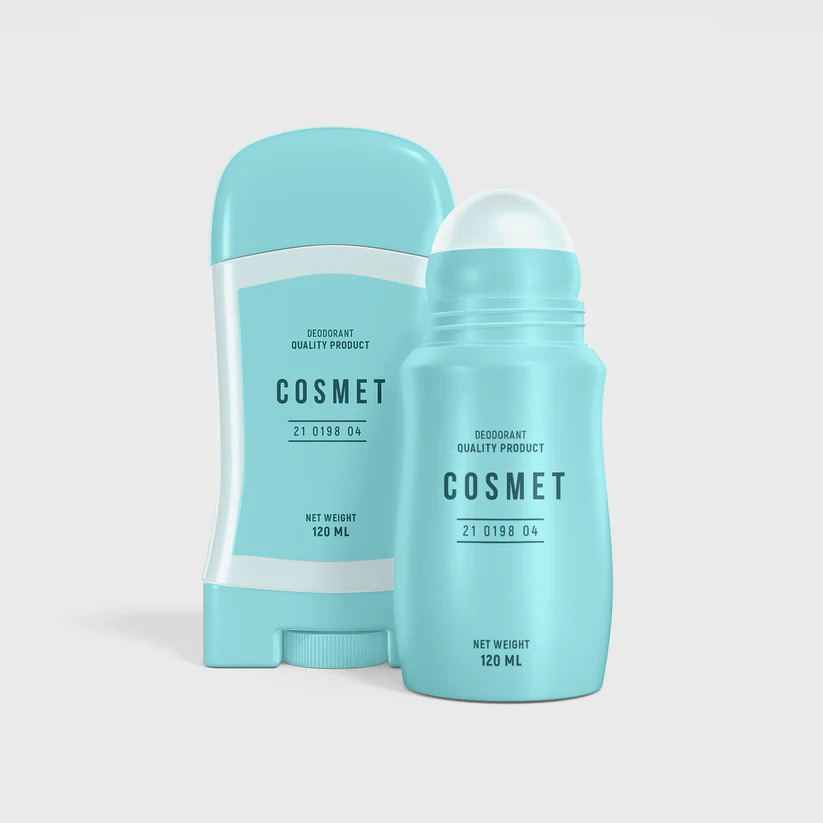 DEODORANT
QUALITY PRODUCT
COSMET
21 0198 04
NET WEIGHT
120 ML
DEODORANT
QUALITY PRODUCT
COSMET
21 0198 04
NET WEIGHT
120 ML